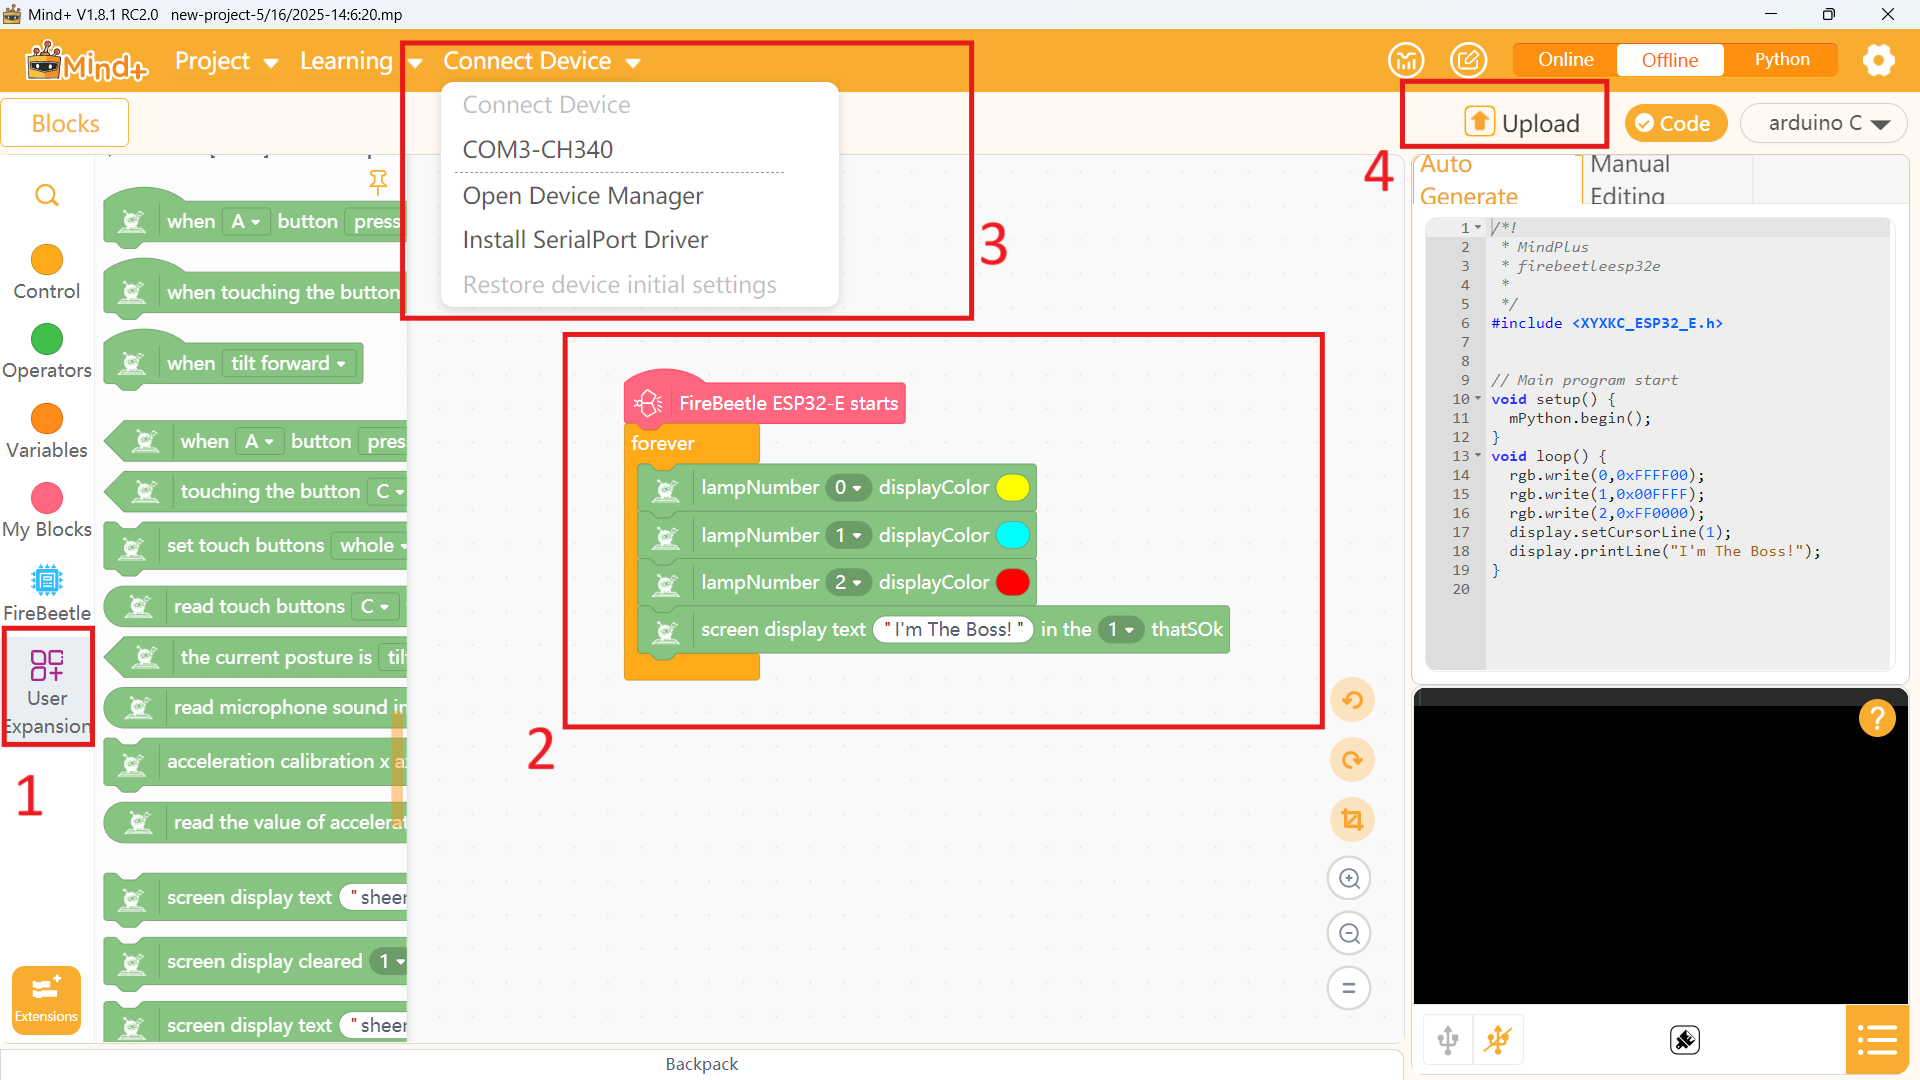 Mind+ V1.8.1 RC2.0   new-project-5/16/2025-14:6:20.mp
Mind+ Project Learning Connect Device Online Offline Python
Blocks
Upload Code arduino C
Connect Device
COM3-CH340
Open Device Manager
Install SerialPort Driver
Restore device initial settings
3
4
Control
Operators
Variables
My Blocks
FireBeetle
User
Expansion
1
Extensions
when A button press
when touching the button
when tilt forward
when A button pres
touching the button C
set touch buttons whole
read touch buttons C
the current posture is til
read microphone sound in
acceleration calibration x a
read the value of accelerat
screen display text "sheer
screen display cleared 1
screen display text "sheer
FireBeetle ESP32-E starts
forever
lampNumber 0 displayColor
lampNumber 1 displayColor
lampNumber 2 displayColor
screen display text "I'm The Boss!" in the 1 thatSOk
2
Auto
Generate
Manual
Editing
1 /*!
2  * MindPlus
3  * firebeetleesp32e
4  *
5  */
6 #include <XYXKC_ESP32_E.h>
7
8
9 // Main program start
10 void setup() {
11   mPython.begin();
12 }
13 void loop() {
14   rgb.write(0,0xFFFF00);
15   rgb.write(1,0x00FFFF);
16   rgb.write(2,0xFF0000);
17   display.setCursorLine(1);
18   display.printLine("I'm The Boss!");
19 }
20
?
=
Backpack